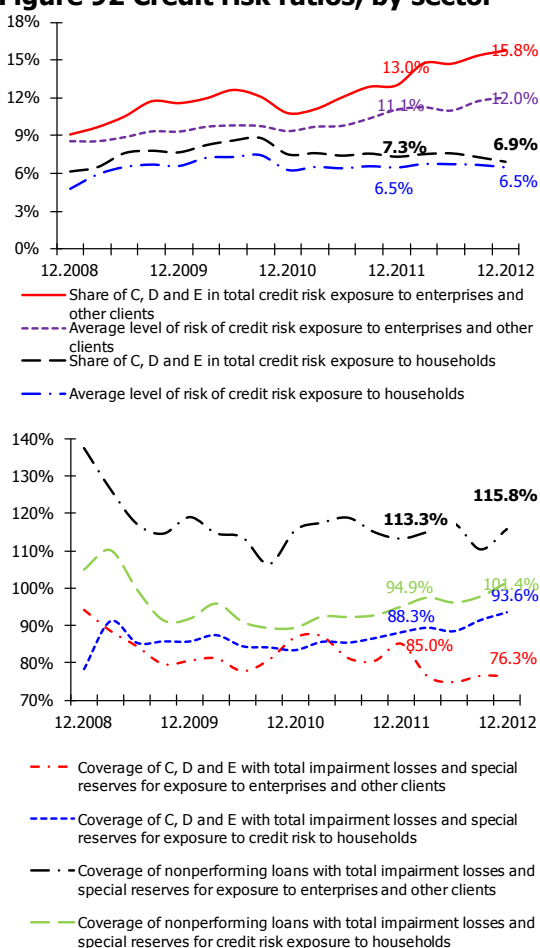 Figure 92 Credit risk ratios, by sector
18%
15%
12%
9%
6%
3%
0%
15.8%
13.0%
12.0%
11.1%
7.3%
6.9%
6.5%
6.5%
12.2008 12.2009 12.2010 12.2011 12.2012
Share of C, D and E in total credit risk exposure to enterprises and
other clients
Average level of risk of credit risk exposure to enterprises and other
clients
Share of C, D and E in total credit risk exposure to households
Average level of risk of credit risk exposure to households
140%
130%
120%
110%
100%
90%
80%
70%
115.8%
113.3%
101.4%
94.9%
93.6%
88.3%
85.0%
76.3%
12.2008 12.2009 12.2010 12.2011 12.2012
Coverage of C, D and E with total impairment losses and special
reserves for exposure to enterprises and other clients
Coverage of C, D and E with total impairment losses and special
reserves for exposure to credit risk to households
Coverage of nonperforming loans with total impairment losses and
special reserves for exposure to enterprises and other clients
Coverage of nonperforming loans with total impairment losses and
special reserves for credit risk exposure to households